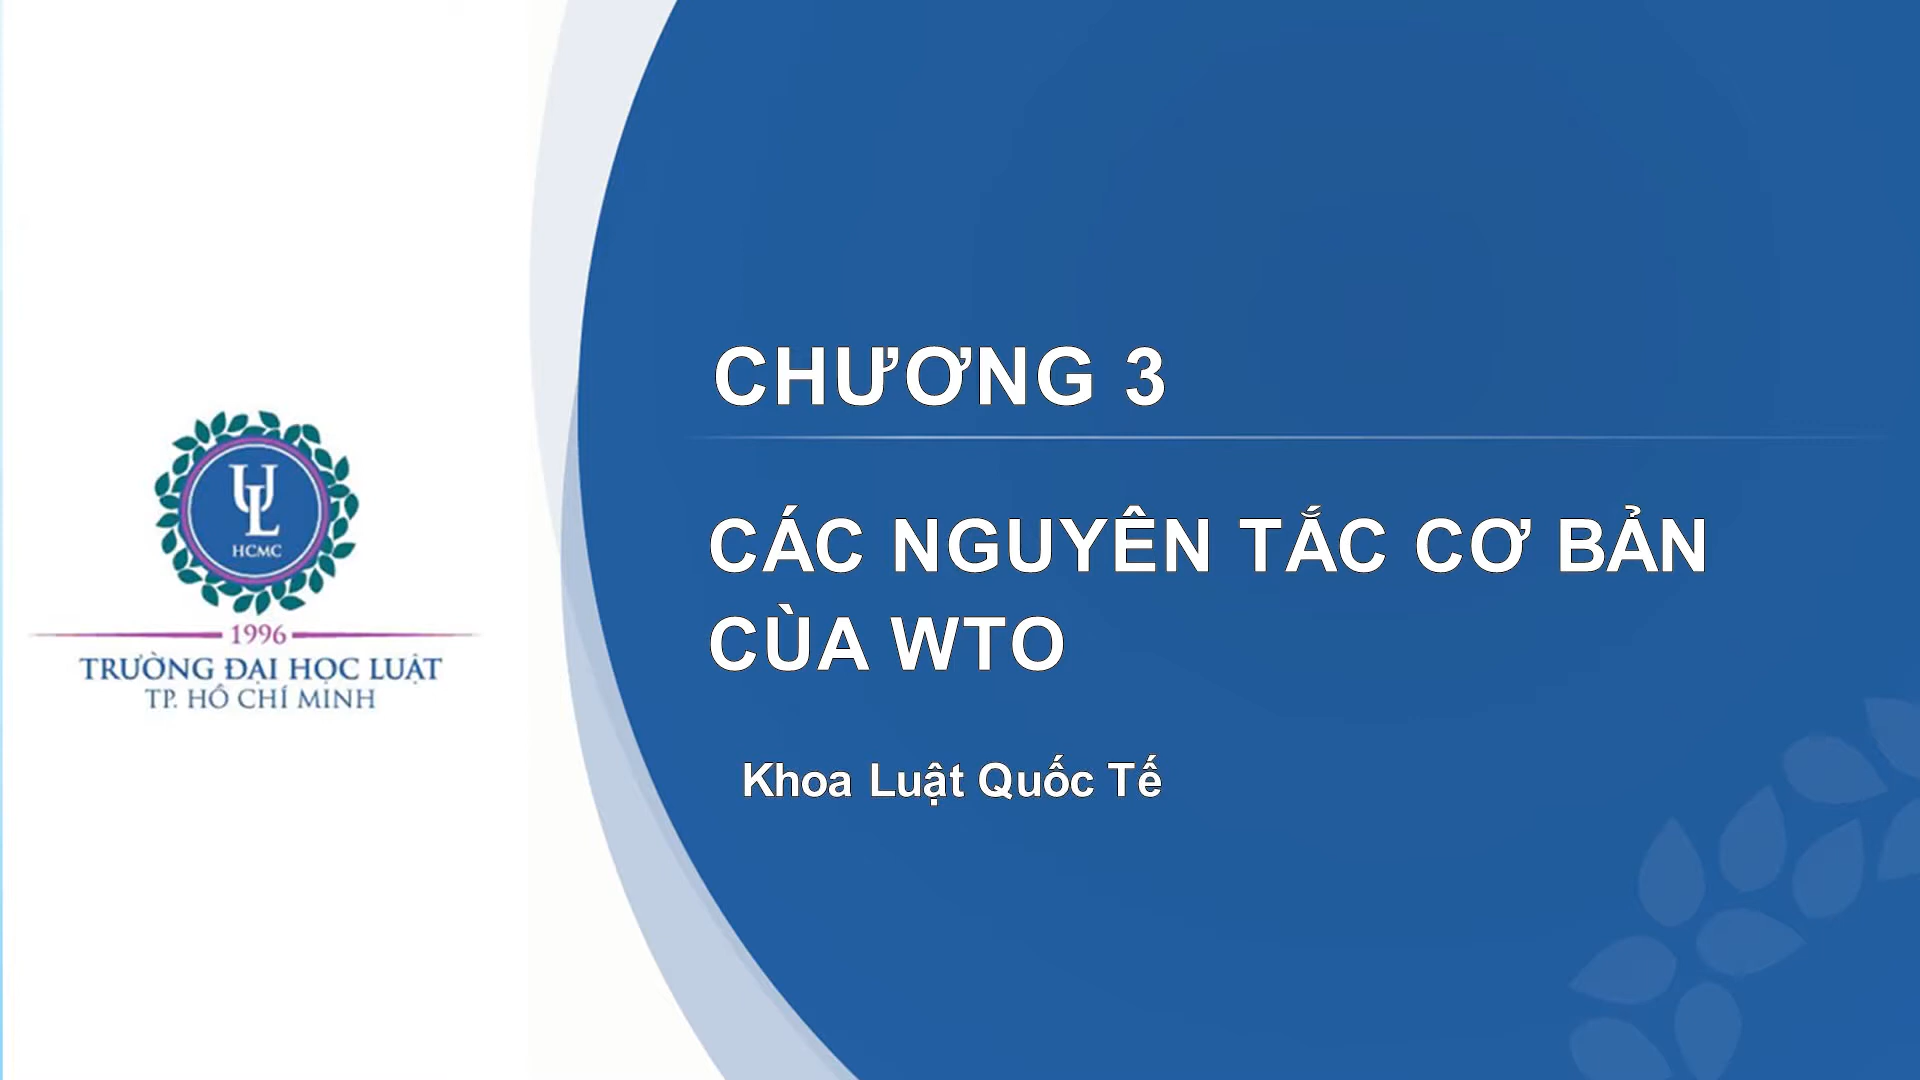 UL
HCMC
1996
TRƯỜNG ĐẠI HỌC LUẬT
TP. HỒ CHÍ MINH
CHƯƠNG 3
CÁC NGUYÊN TẮC CƠ BẢN
CÙA WTO
Khoa Luật Quốc Tế